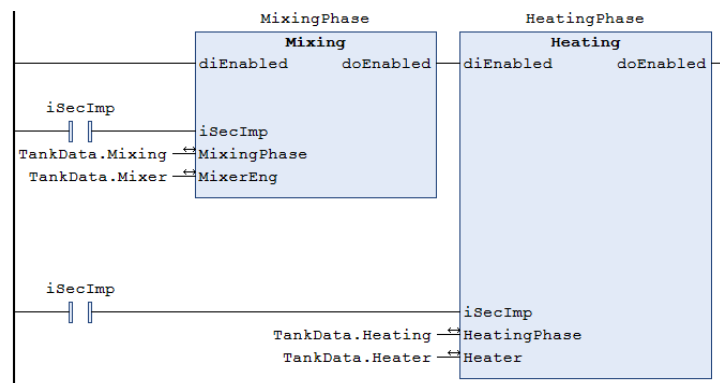 MixingPhase HeatingPhase
Mixing Heating
diEnabled doEnabled diEnabled doEnabled
iSecImp
iSecImp
TankData.Mixing MixingPhase
TankData.Mixer MixerEng
iSecImp
iSecImp
TankData.Heating HeatingPhase
TankData.Heater Heater